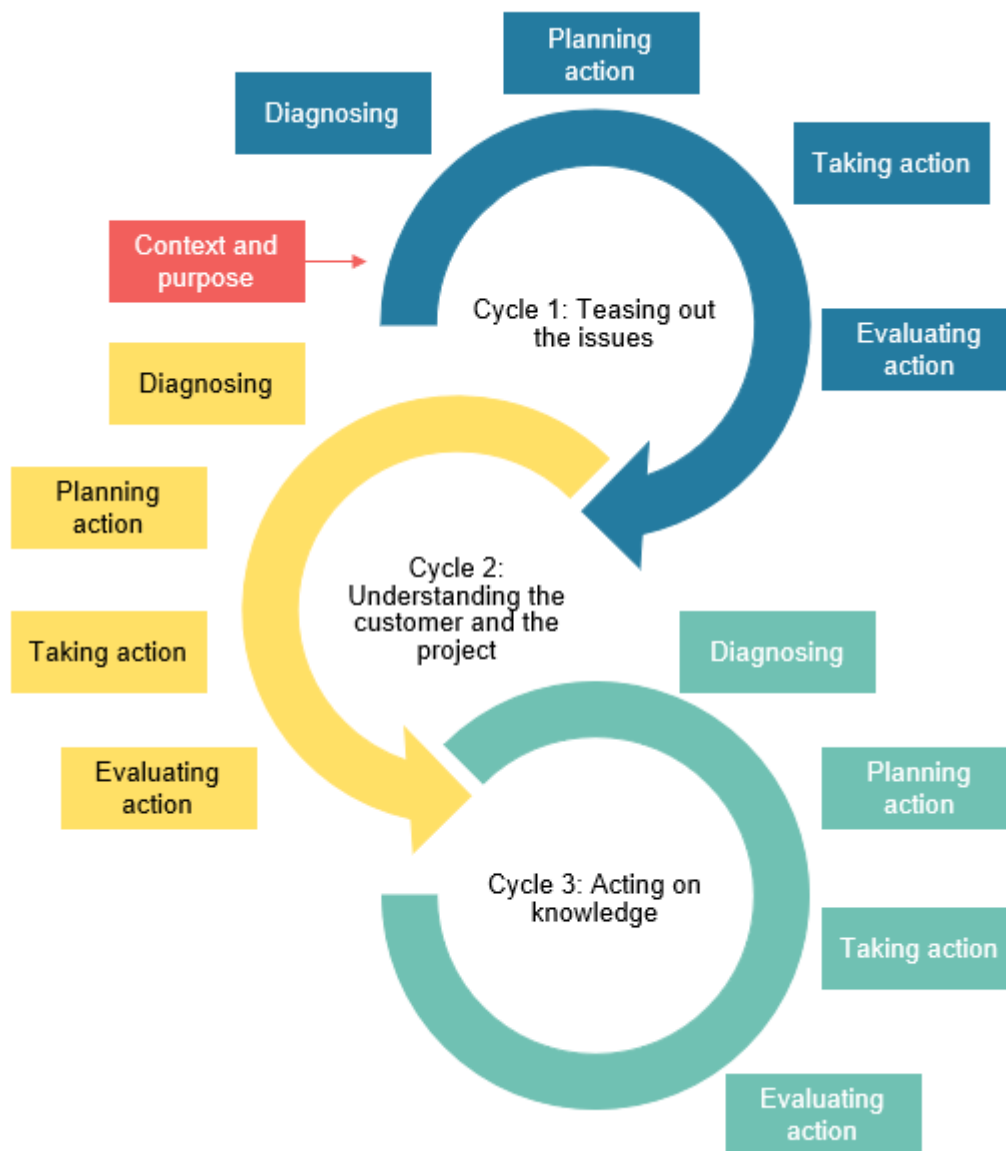 Planning
action
Diagnosing
Taking action
Context and
purpose
Cycle 1: Teasing out
the issues
Evaluating
action
Diagnosing
Planning
action
Cycle 2:
Understanding the
customer and the
project
Taking action
Diagnosing
Evaluating
action
Planning
action
Cycle 3: Acting on
knowledge
Taking action
Evaluating
action